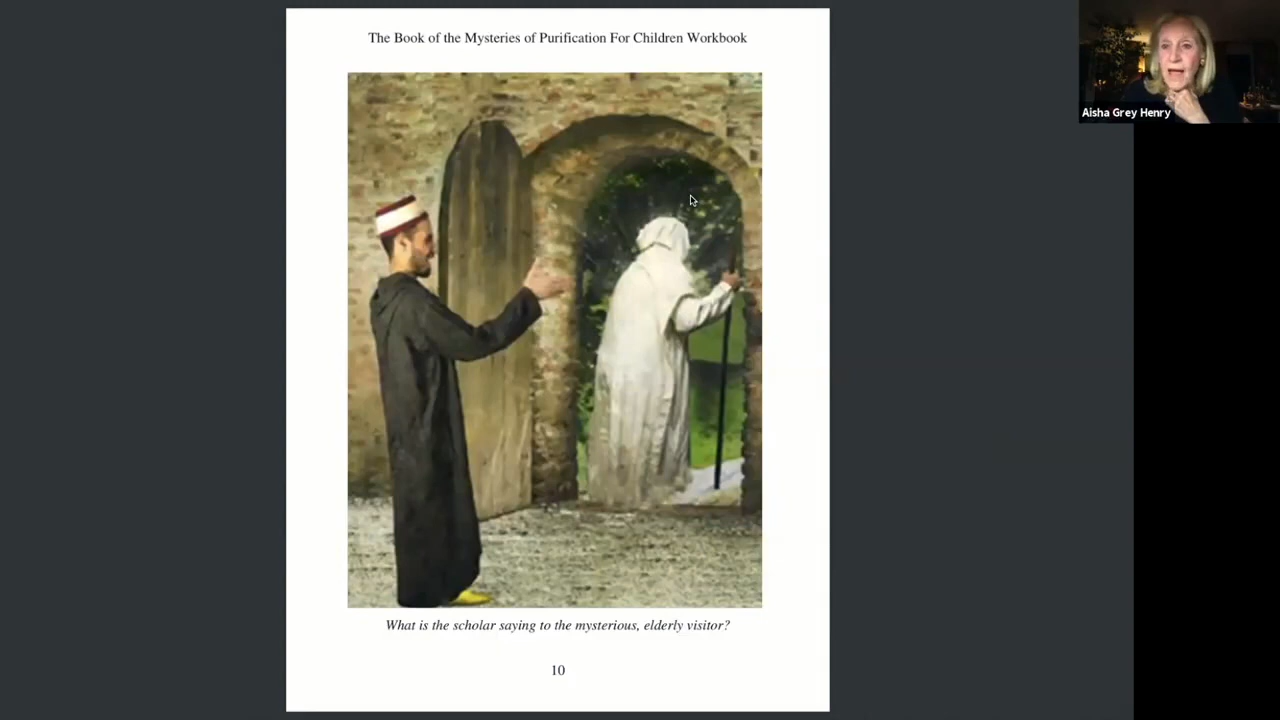 The Book of the Mysteries of Purification For Children Workbook
Aisha Grey Henry
What is the scholar saying to the mysterious, elderly visitor?
10